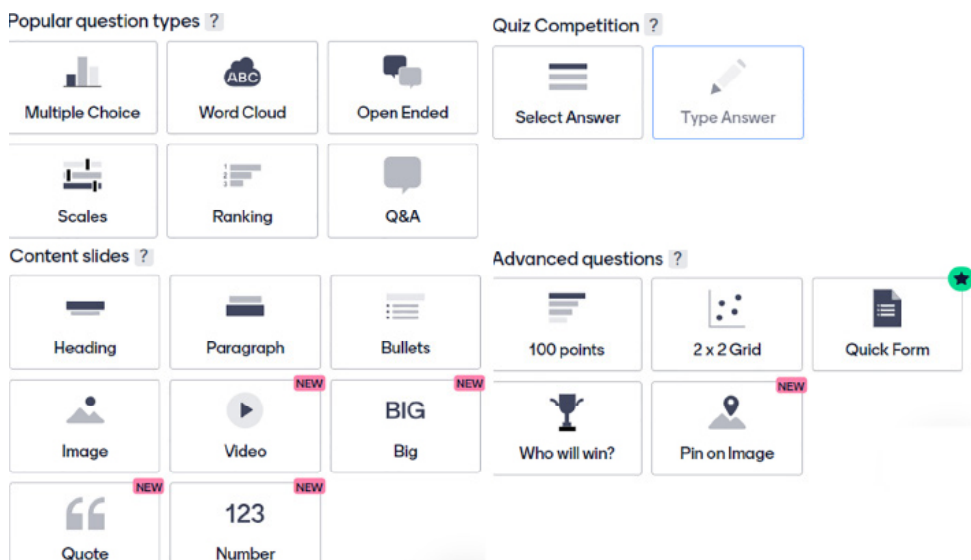 Popular question types ?
Multiple Choice
ABC
Word Cloud
Open Ended
Scales
1
2
3
Ranking
Q&A
Quiz Competition ?
Select Answer
Type Answer
Content slides ?
Heading
Paragraph
Bullets
Image
NEW
Video
NEW
BIG
Big
NEW
Quote
NEW
123
Number
Advanced questions ?
100 points
2 x 2 Grid
Quick Form
Who will win?
NEW
Pin on Image